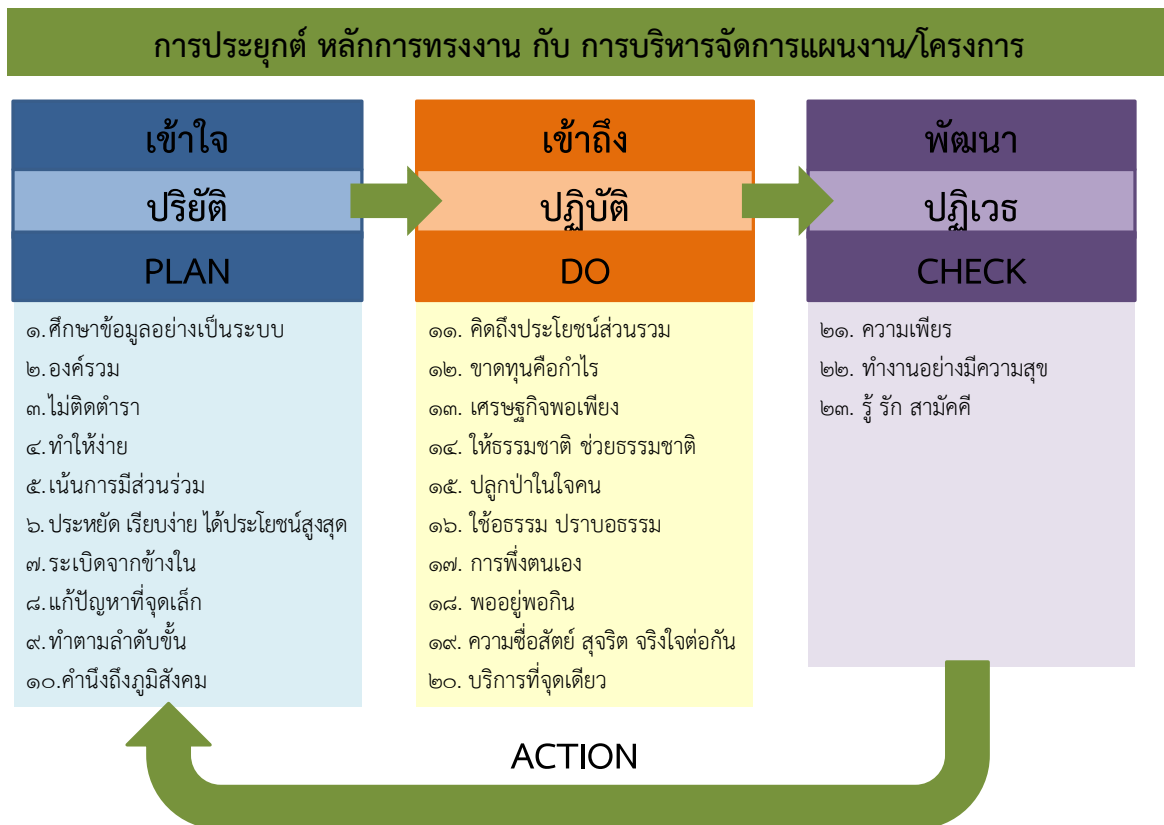 การประยุกต์ หลักการทรงงาน กับ การบริหารจัดการแผนงาน/โครงการ
เข้าใจ
ปริยัติ
PLAN
๑.ศึกษาข้อมูลอย่างเป็นระบบ
๒.องค์รวม
๓.ไม่ติดตำรา
๔.ทำให้ง่าย
๕.เน้นการมีส่วนร่วม
๖.ประหยัด เรียบง่าย ได้ประโยชน์สูงสุด
๗.ระเบิดจากข้างใน
๘.แก้ปัญหาที่จุดเล็ก
๙.ทำตามลำดับขั้น
๑๐.คำนึงถึงภูมิสังคม
เข้าถึง
ปฏิบัติ
DO
๑๑. คิดถึงประโยชน์ส่วนรวม
๑๒. ขาดทุนคือกำไร
๑๓. เศรษฐกิจพอเพียง
๑๔. ให้ธรรมชาติ ช่วยธรรมชาติ
๑๕. ปลูกป่าในใจคน
๑๖. ใช้อธรรม ปราบอธรรม
๑๗. การพึ่งตนเอง
๑๘. พออยู่พอกิน
๑๙. ความซื่อสัตย์ สุจริต จริงใจต่อกัน
๒๐. บริการที่จุดเดียว
พัฒนา
ปฏิเวธ
CHECK
๒๑. ความเพียร
๒๒. ทำงานอย่างมีความสุข
๒๓. รู้ รัก สามัคคี
ACTION